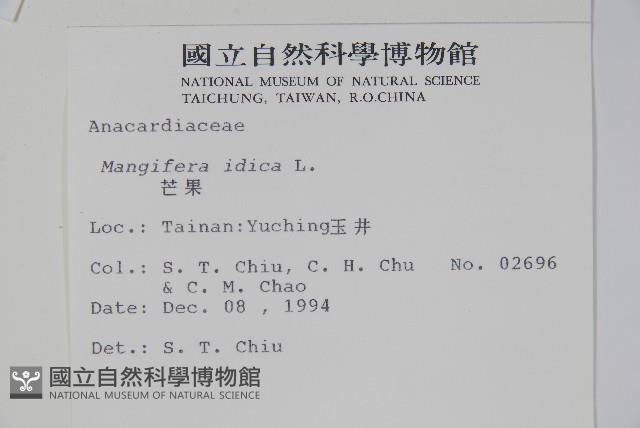 國立自然科學博物館
NATIONAL MUSEUM OF NATURAL SCIENCE
TAICHUNG, TAIWAN, R.O.CHINA
Anacardiaceae
Mangifera idica L.
芒果
Loc.: Tainan:Yuching玉井
Col.: S. T. Chiu, C. H. Chu No. 02696
& C. M. Chao
Date: Dec. 08 , 1994
Det.: S. T. Chiu
國立自然科學博物館
NATIONAL MUSEUM OF NATURAL SCIENCE